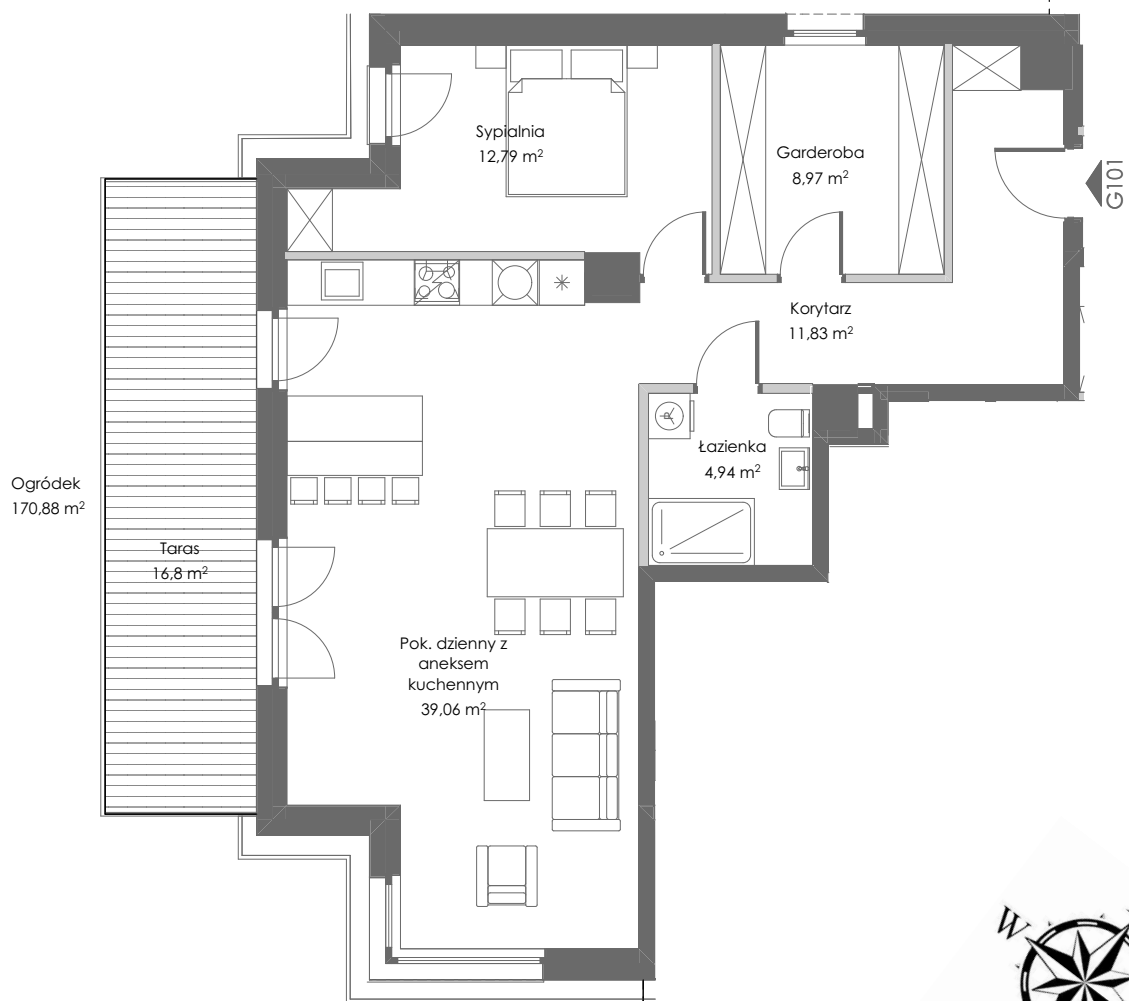 Sypialnia
12,79 m²
Garderoba
8,97 m²
G101
Korytarz
11,83 m²
Łazienka
4,94 m²
Ogródek
170,88 m²
Taras
16,8 m²
Pok. dzienny z
aneksem
kuchennym
39,06 m²
W